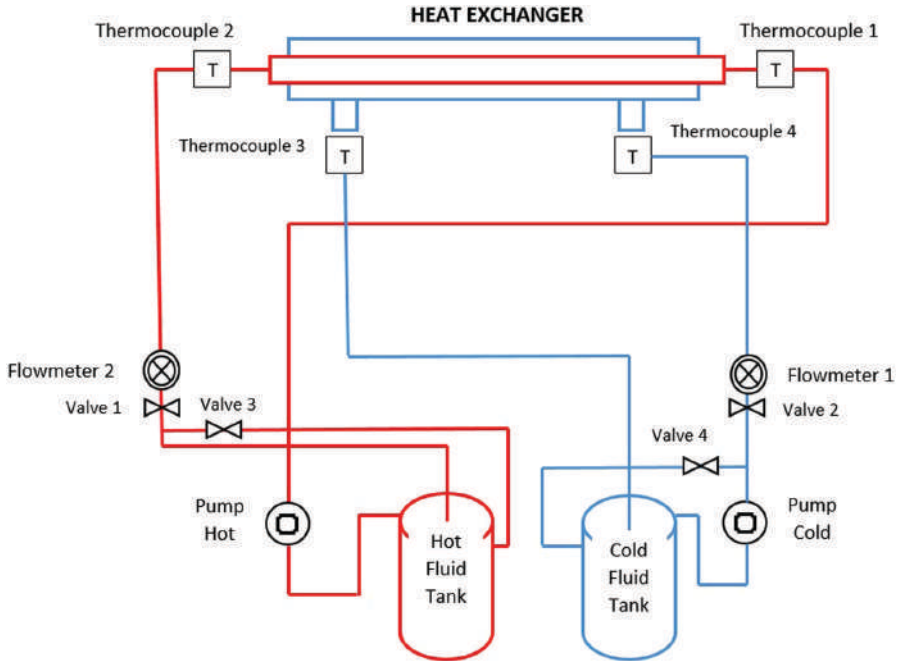 HEAT EXCHANGER
Thermocouple 2
Thermocouple 1
T
T
Thermocouple 3
Thermocouple 4
T
T
Flowmeter 2
Flowmeter 1
Valve 1
Valve 3
Valve 2
Valve 4
Pump
Hot
Pump
Cold
Hot
Fluid
Tank
Cold
Fluid
Tank